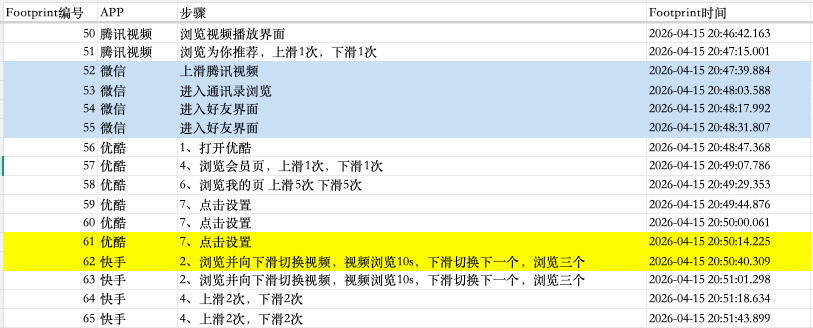 Footprint编号 APP 步骤 Footprint时间
50 腾讯视频 浏览视频播放界面 2026-04-15 20:46:42.163
51 腾讯视频 浏览为你推荐，上滑1次，下滑1次 2026-04-15 20:47:15.001
52 微信 上滑腾讯视频 2026-04-15 20:47:39.884
53 微信 进入通讯录浏览 2026-04-15 20:48:03.588
54 微信 进入好友界面 2026-04-15 20:48:17.992
55 微信 进入好友界面 2026-04-15 20:48:31.807
56 优酷 1、打开优酷 2026-04-15 20:48:47.368
57 优酷 4、浏览会员页，上滑1次，下滑1次 2026-04-15 20:49:07.786
58 优酷 6、浏览我的页 上滑5次 下滑5次 2026-04-15 20:49:29.353
59 优酷 7、点击设置 2026-04-15 20:49:44.876
60 优酷 7、点击设置 2026-04-15 20:50:00.061
61 优酷 7、点击设置 2026-04-15 20:50:14.225
62 快手 2、浏览并向下滑切换视频，视频浏览10s，下滑切换下一个，浏览三个 2026-04-15 20:50:40.309
63 快手 2、浏览并向下滑切换视频，视频浏览10s，下滑切换下一个，浏览三个 2026-04-15 20:51:01.298
64 快手 4、上滑2次，下滑2次 2026-04-15 20:51:18.634
65 快手 4、上滑2次，下滑2次 2026-04-15 20:51:43.899